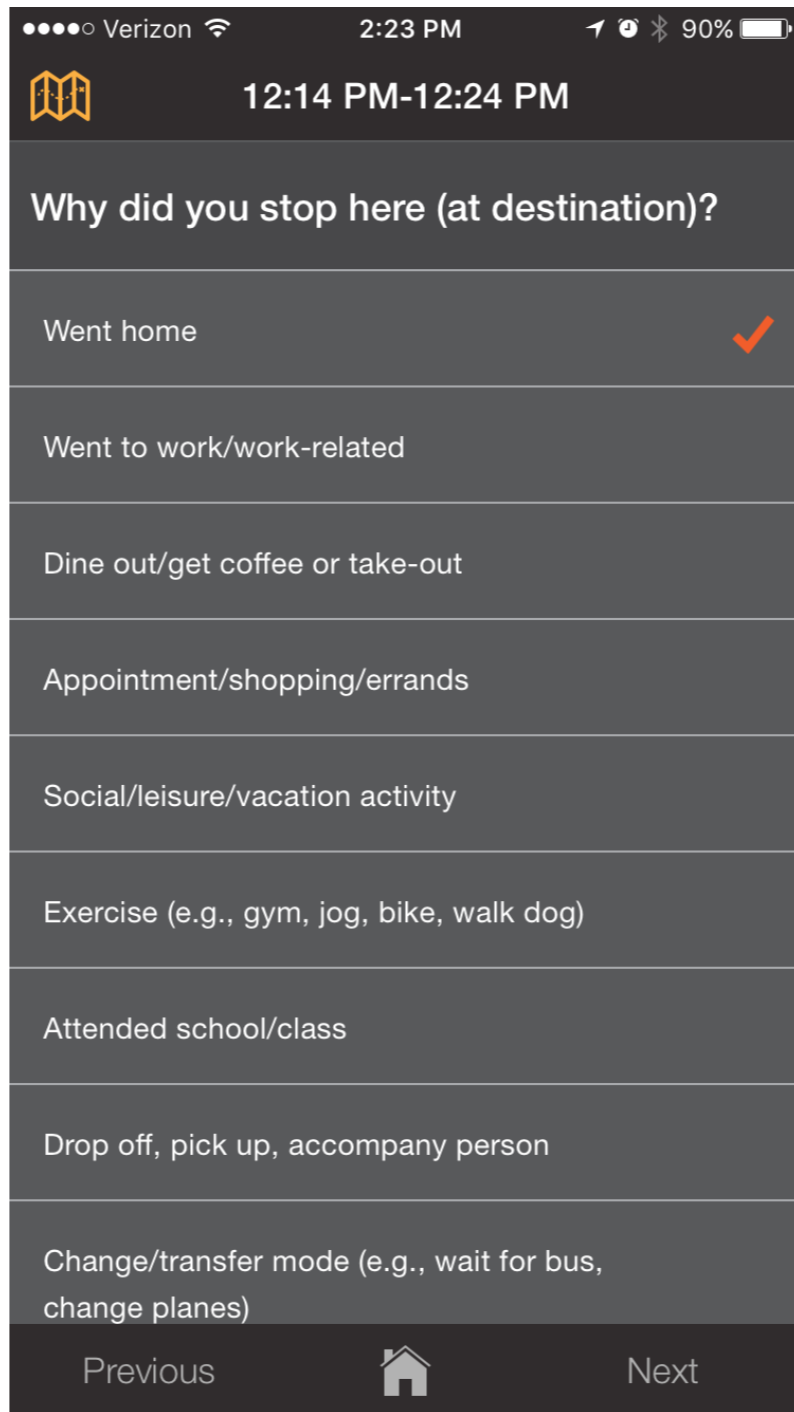 Verizon 2:23 PM 90%
12:14 PM-12:24 PM
Why did you stop here (at destination)?
Went home
Went to work/work-related
Dine out/get coffee or take-out
Appointment/shopping/errands
Social/leisure/vacation activity
Exercise (e.g., gym, jog, bike, walk dog)
Attended school/class
Drop off, pick up, accompany person
Change/transfer mode (e.g., wait for bus,
change planes)
Previous Next